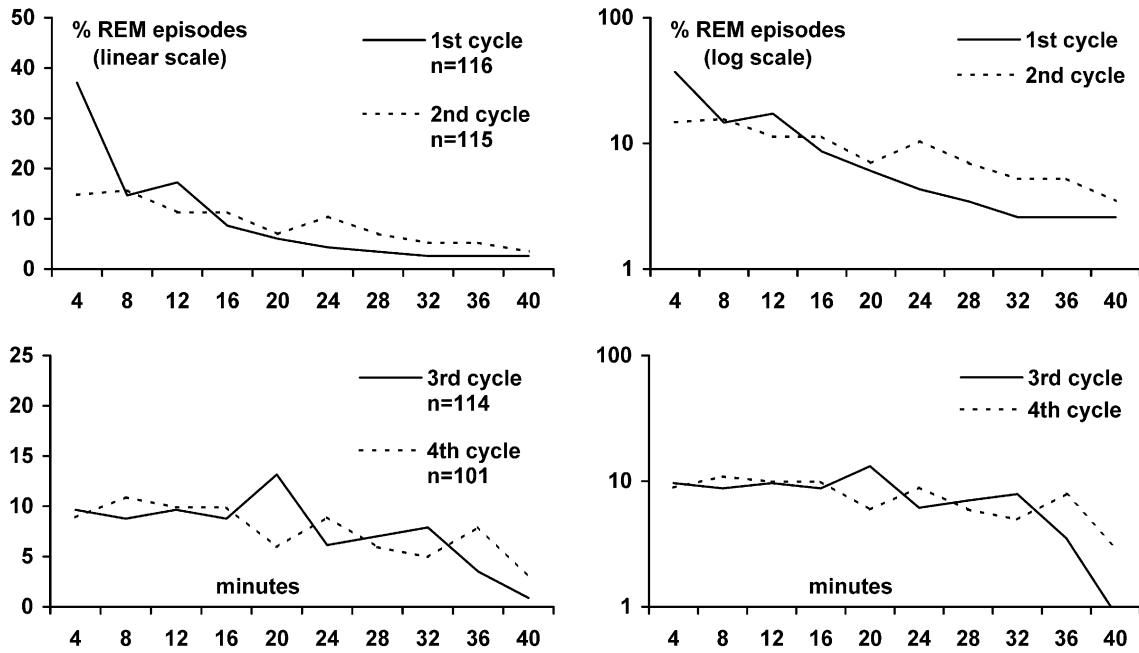 50
40
30
20
10
0
% REM episodes
(linear scale)
1st cycle
n=116
2nd cycle
n=115
4 8 12 16 20 24 28 32 36 40
100
10
1
% REM episodes
(log scale)
1st cycle
2nd cycle
4 8 12 16 20 24 28 32 36 40
25
20
15
10
5
0
3rd cycle
n=114
4th cycle
n=101
minutes
4 8 12 16 20 24 28 32 36 40
100
10
1
3rd cycle
4th cycle
minutes
4 8 12 16 20 24 28 32 36 40